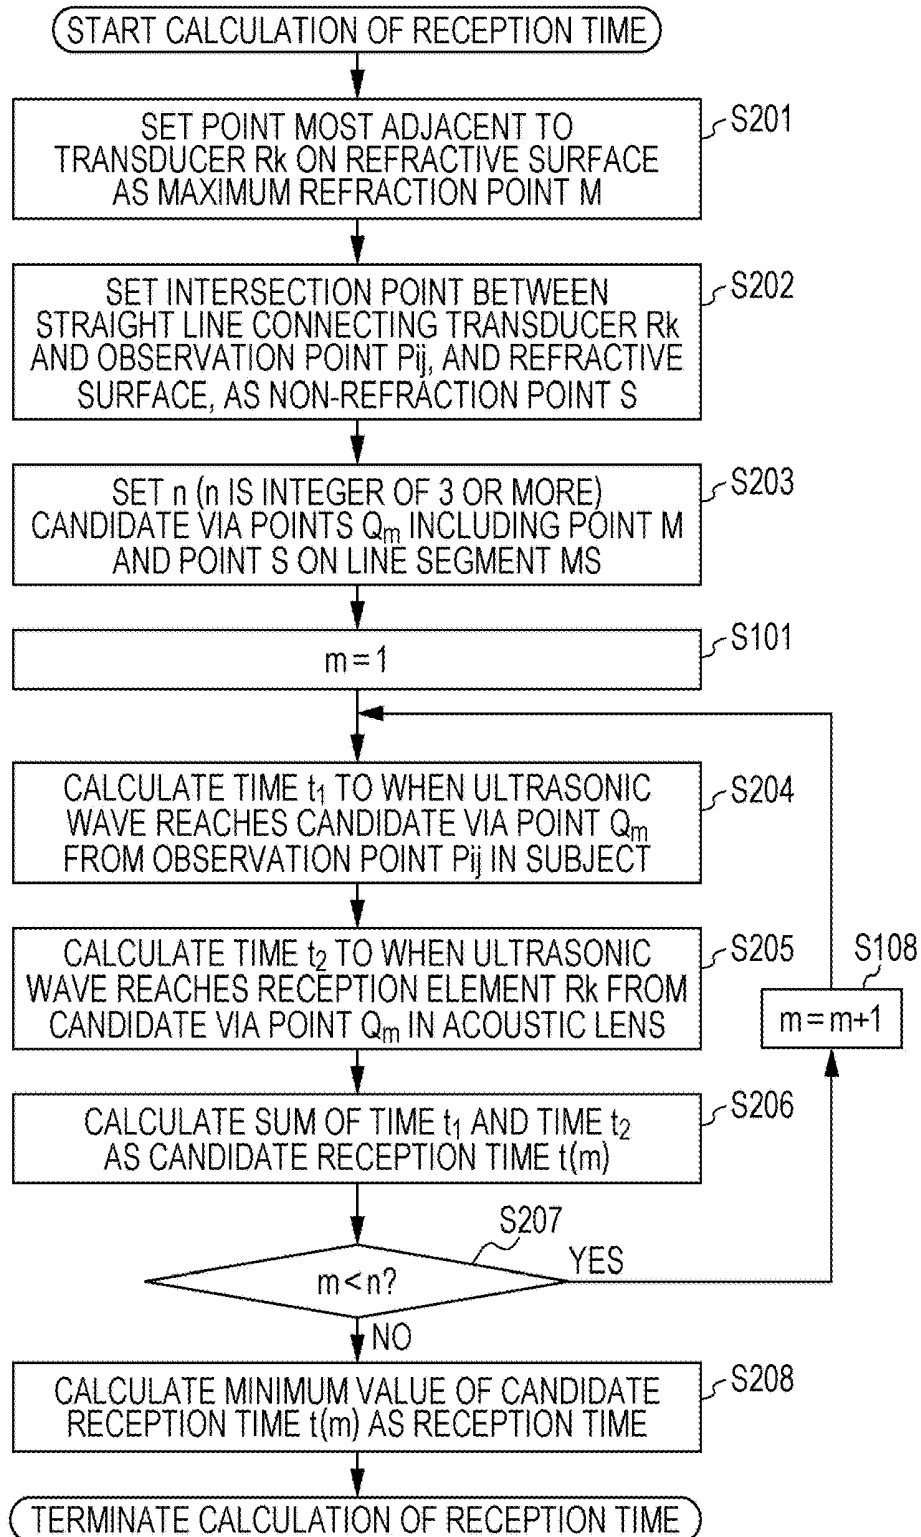 START CALCULATION OF RECEPTION TIME
SET POINT MOST ADJACENT TO
TRANSDUCER Rk ON REFRACTIVE SURFACE
AS MAXIMUM REFRACTION POINT M
S201
SET INTERSECTION POINT BETWEEN
STRAIGHT LINE CONNECTING TRANSDUCER Rk
AND OBSERVATION POINT Pij, AND REFRACTIVE
SURFACE, AS NON-REFRACTION POINT S
S202
SET n (n IS INTEGER OF 3 OR MORE)
CANDIDATE VIA POINTS Qm INCLUDING POINT M
AND POINT S ON LINE SEGMENT MS
S203
m=1
S101
CALCULATE TIME t1 TO WHEN ULTRASONIC
WAVE REACHES CANDIDATE VIA POINT Qm
FROM OBSERVATION POINT Pij IN SUBJECT
S204
CALCULATE TIME t2 TO WHEN ULTRASONIC
WAVE REACHES RECEPTION ELEMENT Rk FROM
CANDIDATE VIA POINT Qm IN ACOUSTIC LENS
S205
S108
m=m+1
CALCULATE SUM OF TIME t1 AND TIME t2
AS CANDIDATE RECEPTION TIME t(m)
S206
S207
m<n?
YES
NO
CALCULATE MINIMUM VALUE OF CANDIDATE
RECEPTION TIME t(m) AS RECEPTION TIME
S208
TERMINATE CALCULATION OF RECEPTION TIME